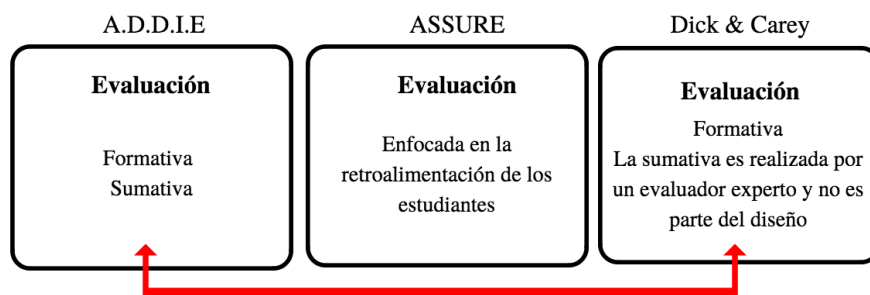 A.D.D.I.E
Evaluación
Formativa
Sumativa
ASSURE
Evaluación
Enfocada en la
retroalimentación de los
estudiantes
Dick & Carey
Evaluación
Formativa
La sumativa es realizada por
un evaluador experto y no es
parte del diseño